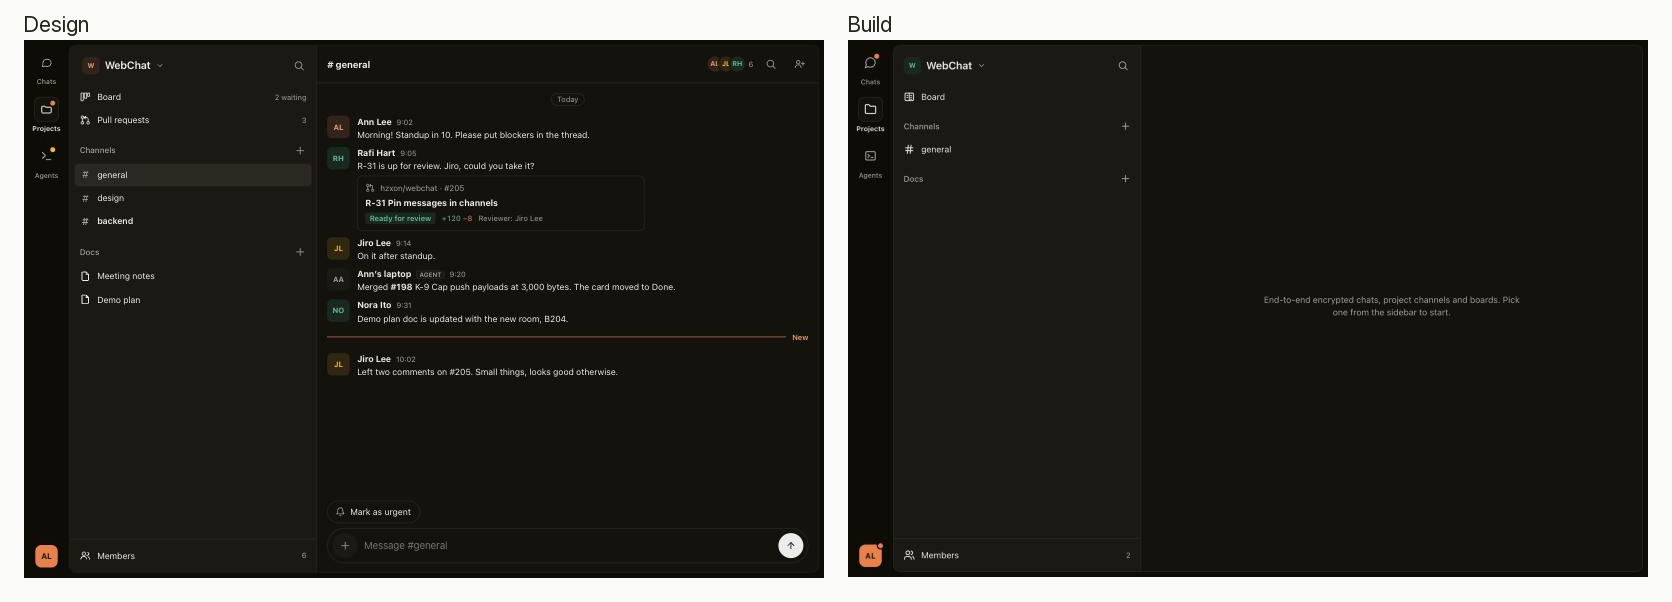 Design
Chats
Projects
Agents
AL
W WebChat
Board 2 waiting
Pull requests 3
Channels
# general
# design
# backend
Docs
Meeting notes
Demo plan
Members 6
# general
AL JL RH 6
Today
AL Ann Lee 9:02
Morning! Standup in 10. Please put blockers in the thread.
RH Rafi Hart 9:05
R-31 is up for review. Jiro, could you take it?
hzxon/webchat · #205
R-31 Pin messages in channels
Ready for review +120 −8 Reviewer: Jiro Lee
JL Jiro Lee 9:14
On it after standup.
AA Ann's laptop AGENT 9:20
Merged #198 K-9 Cap push payloads at 3,000 bytes. The card moved to Done.
NO Nora Ito 9:31
Demo plan doc is updated with the new room, B204.
New
JL Jiro Lee 10:02
Left two comments on #205. Small things, looks good otherwise.
Mark as urgent
Message #general
Build
Chats
Projects
Agents
AL
W WebChat
Board
Channels
# general
Docs
Members 2
End-to-end encrypted chats, project channels and boards. Pick
one from the sidebar to start.